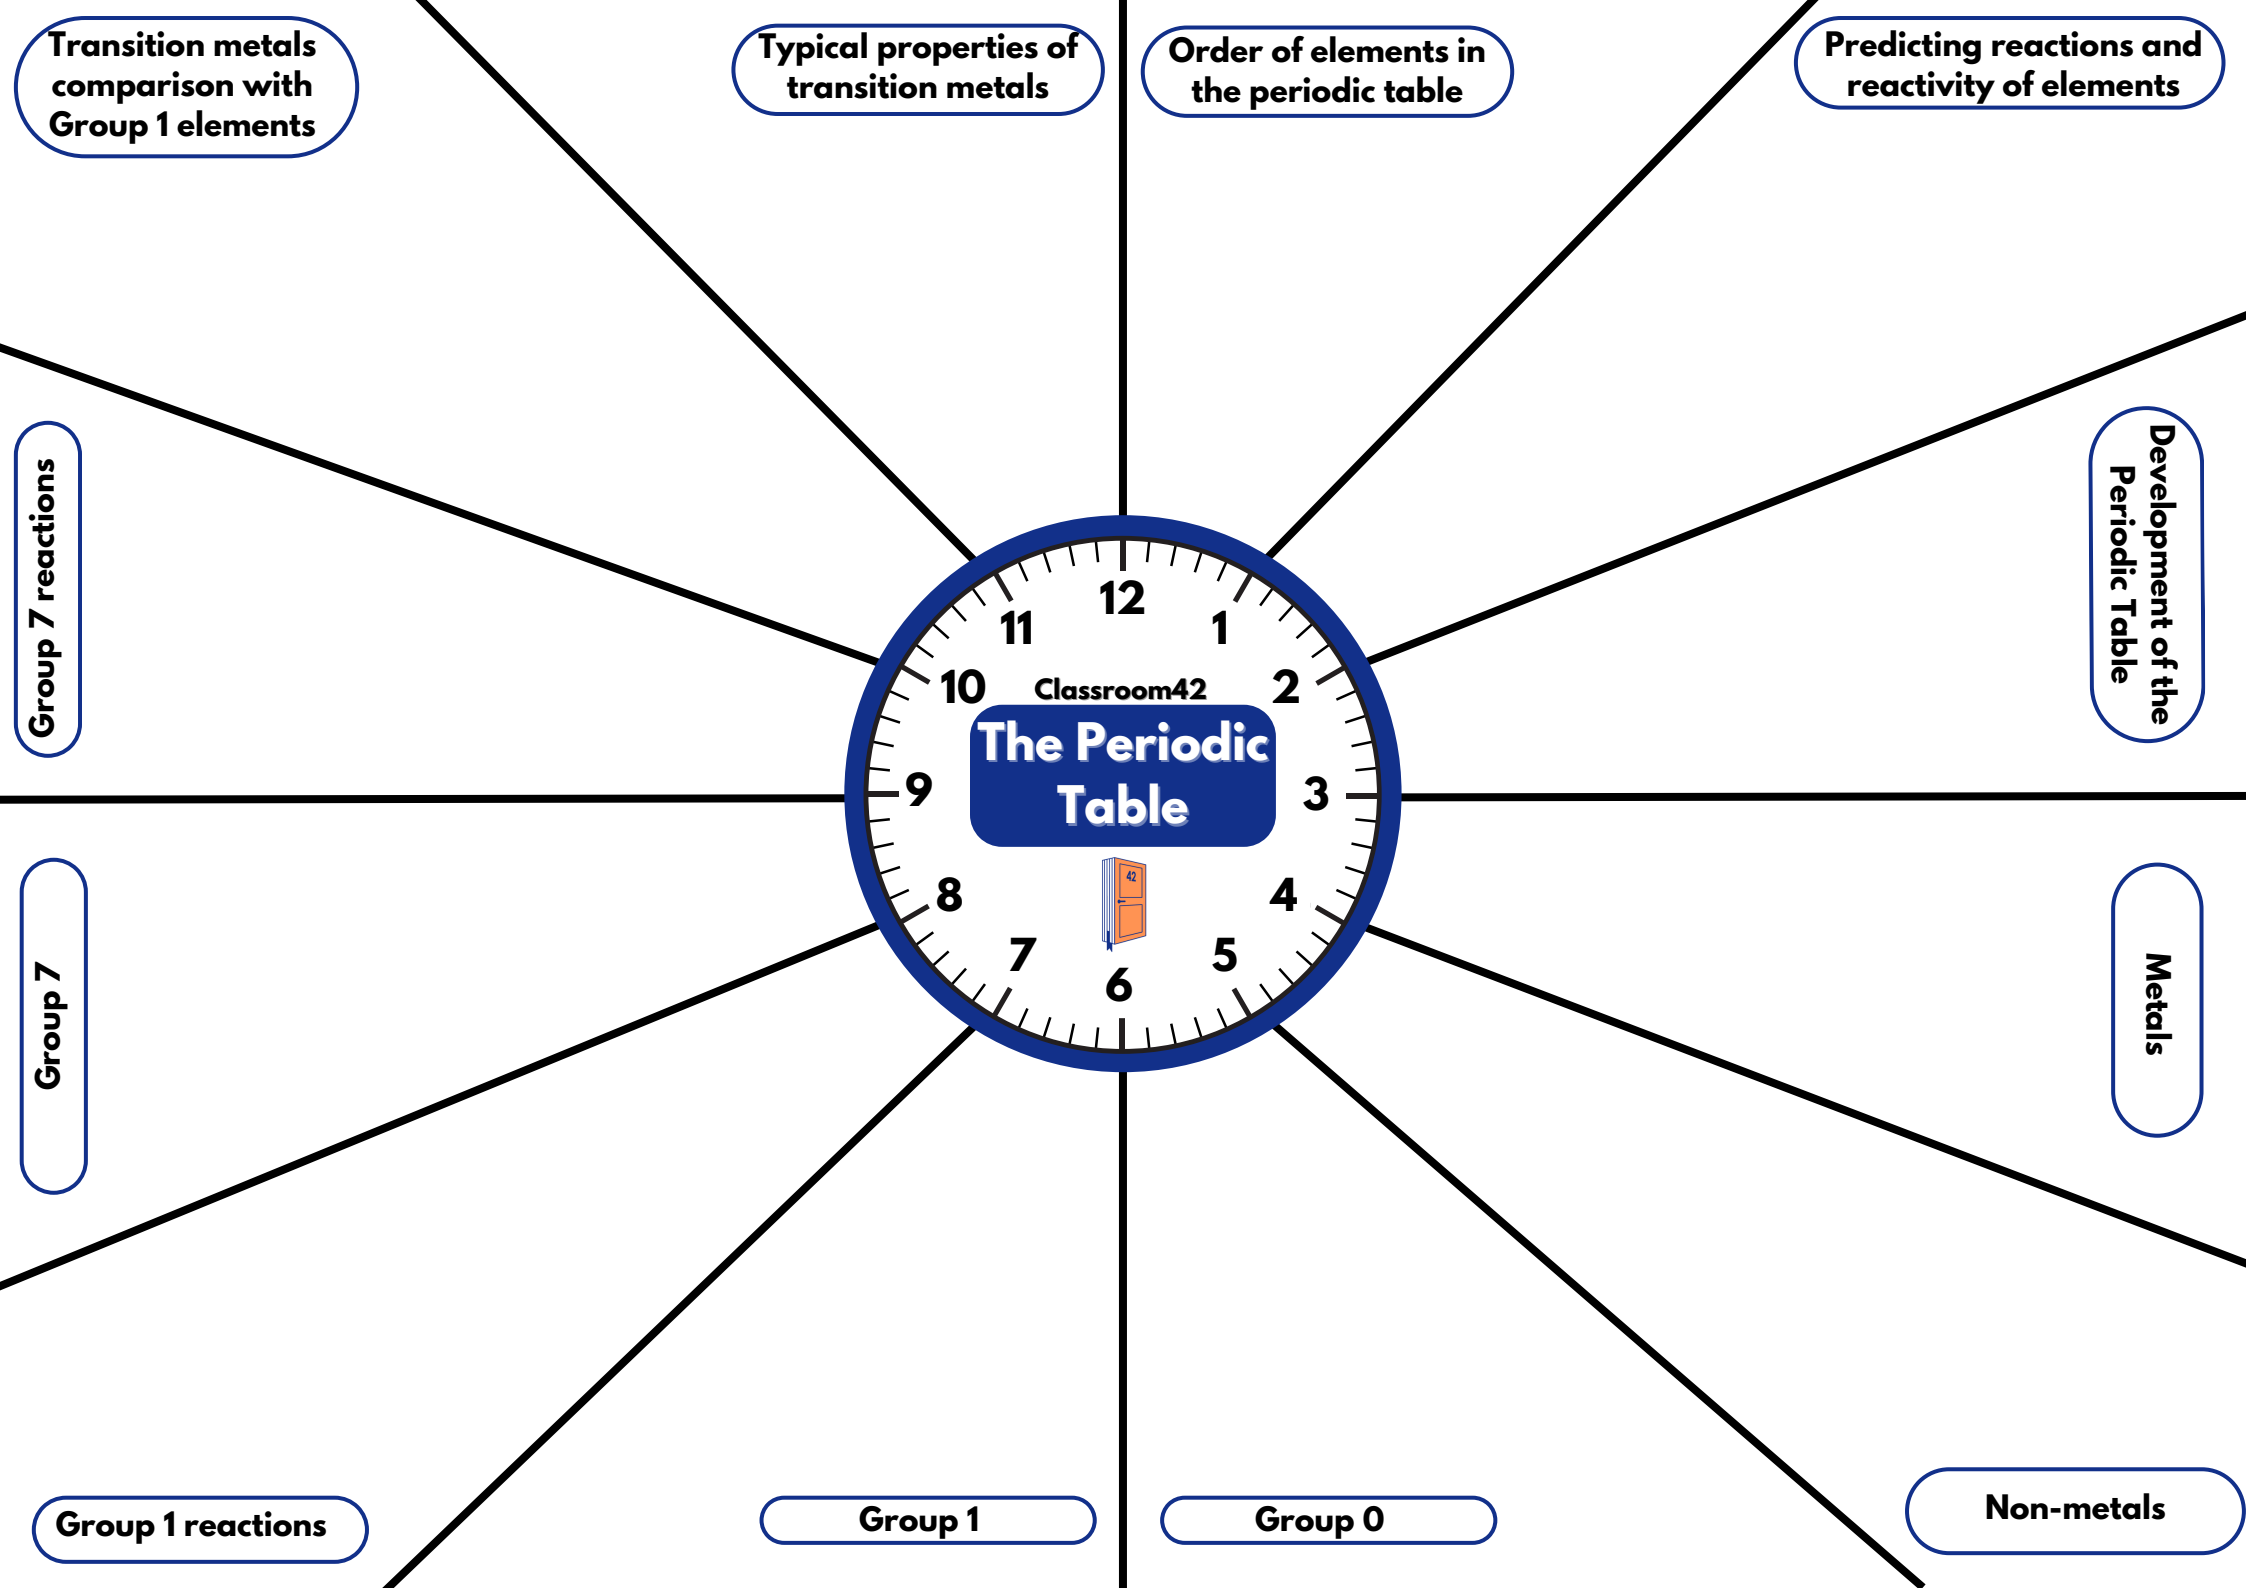 Transition metals
comparison with
Group 1 elements
Typical properties of
transition metals
Order of elements in
the periodic table
Predicting reactions and
reactivity of elements
Development of the
Periodic Table
Metals
Non-metals
Group 0
Group 1
Group 1 reactions
Group 7
Group 7 reactions
12
1
2
3
4
5
6
7
8
9
10
11
Classroom42
The Periodic
Table
42